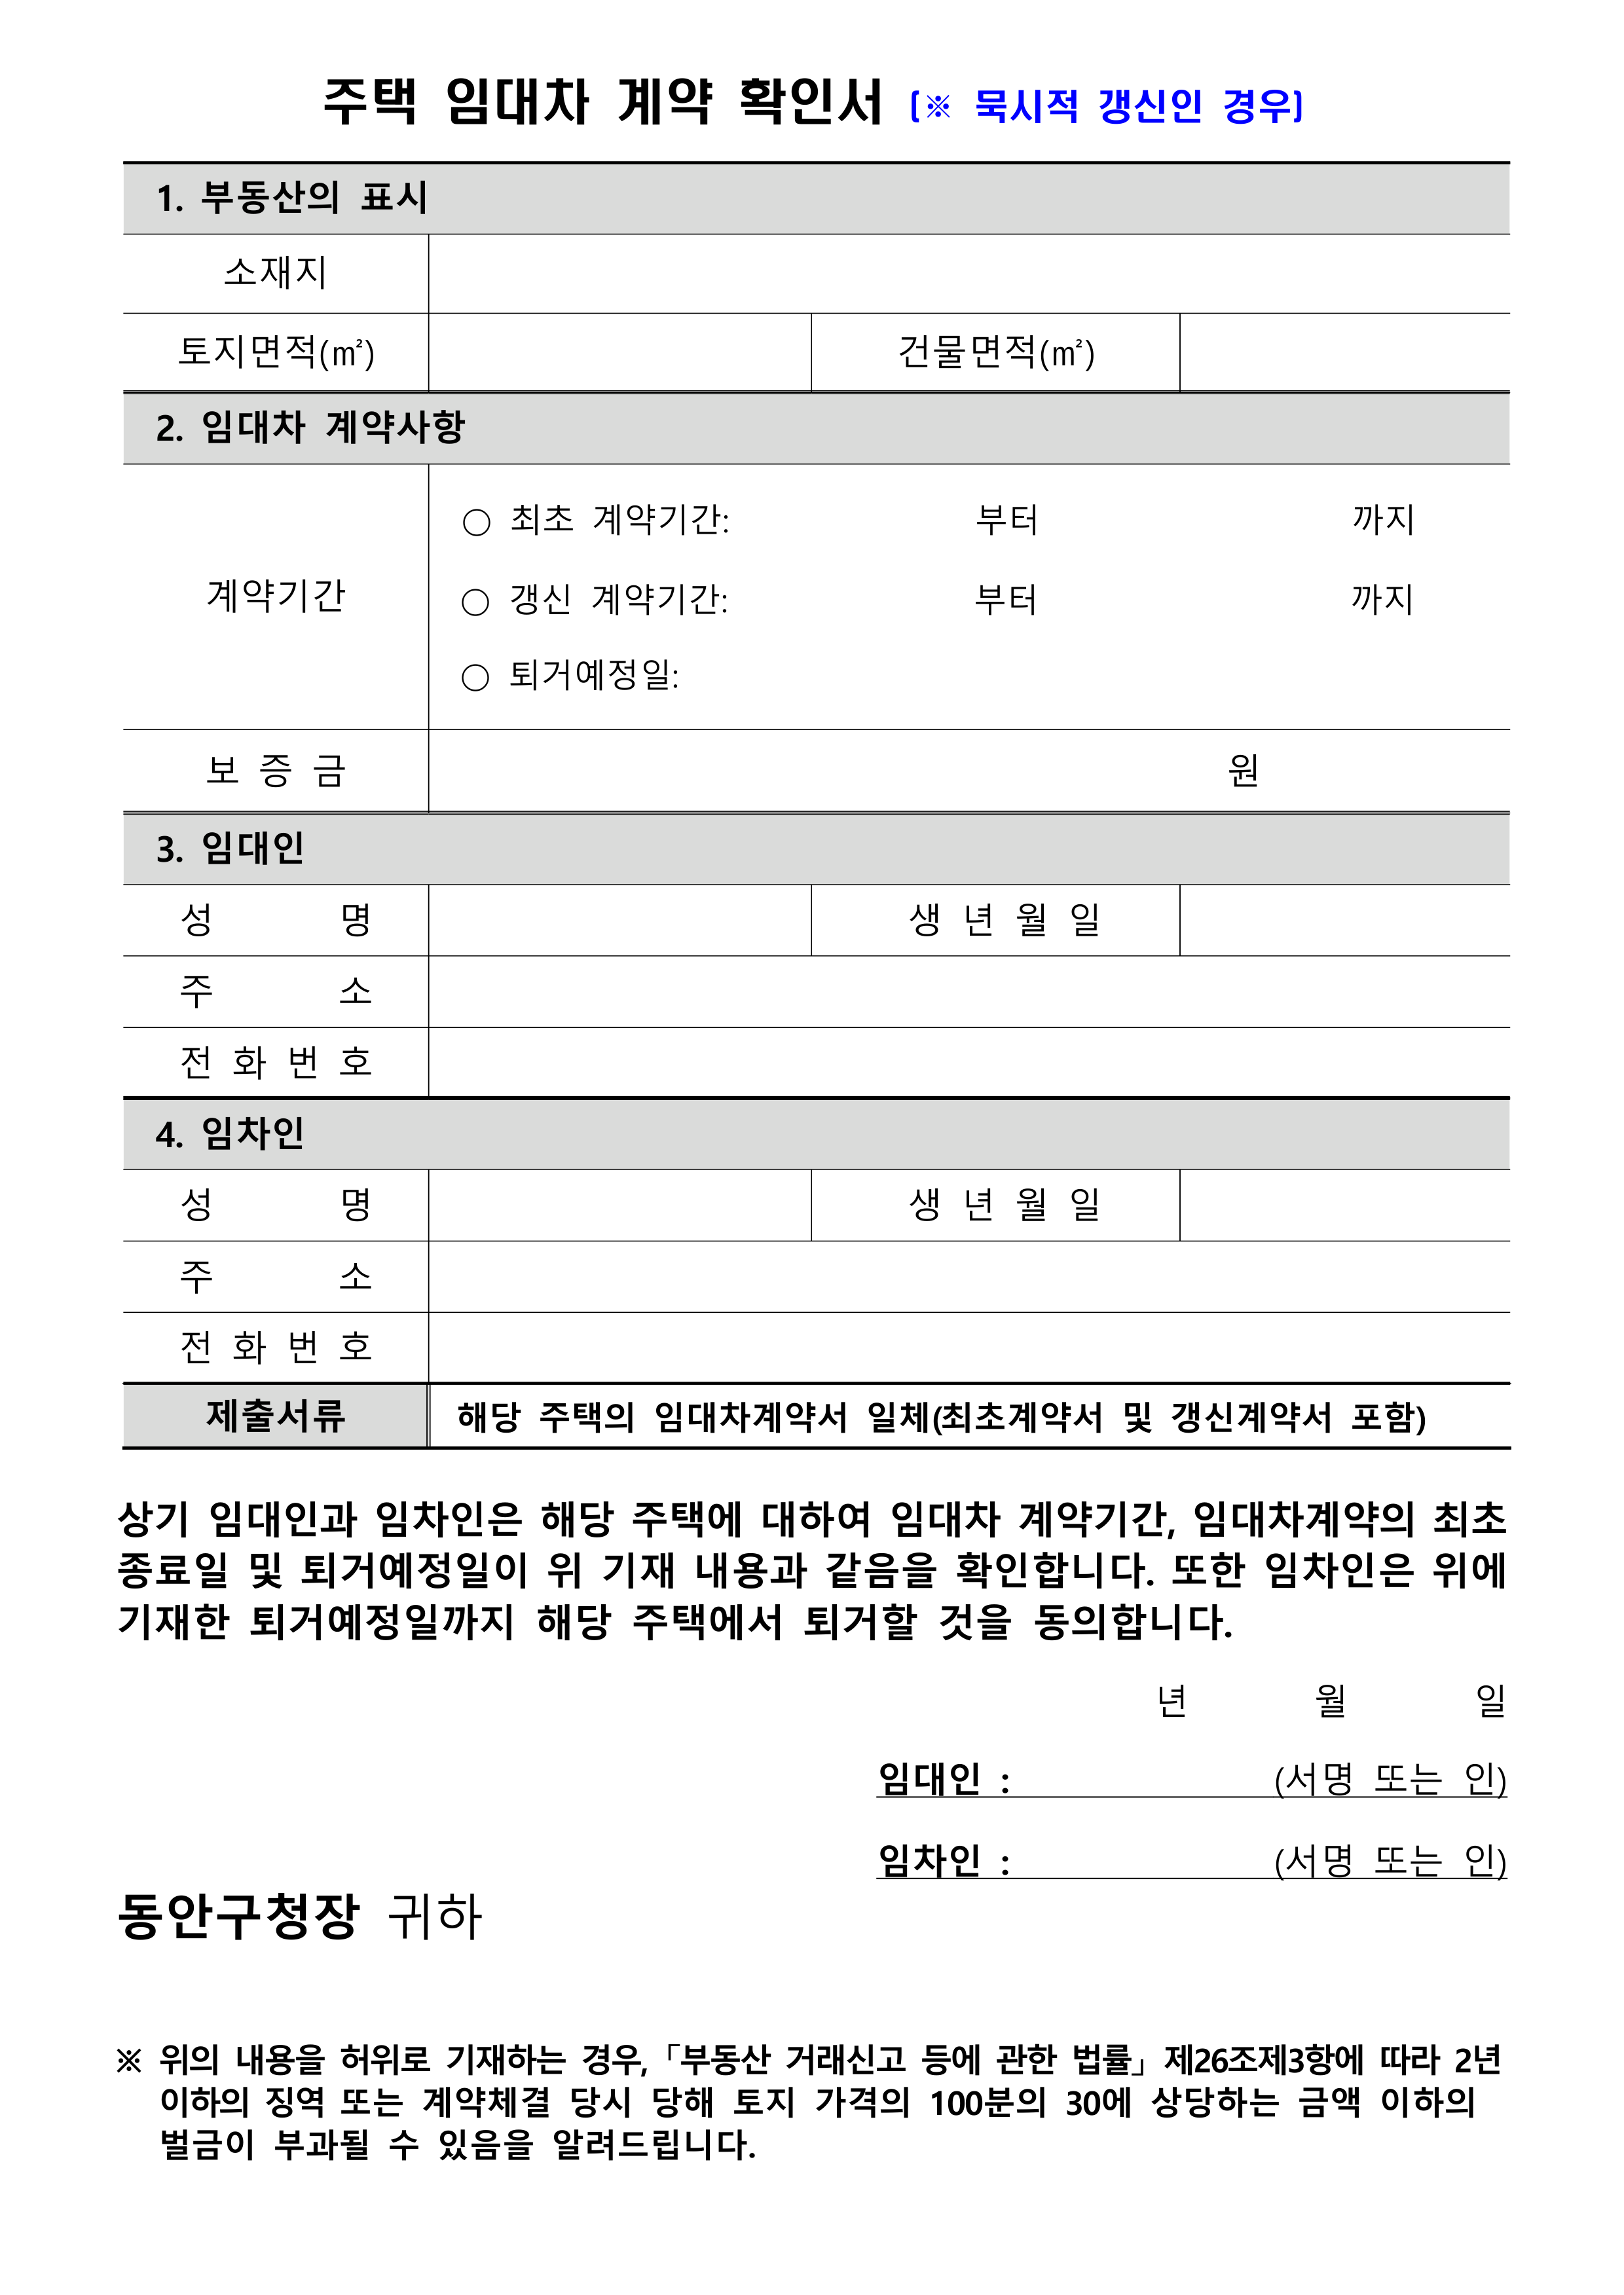 주택 임대차 계약 확인서 (※ 묵시적 갱신인 경우)
1. 부동산의 표시
소재지
토지면적(㎡) 건물면적(㎡)
2. 임대차 계약사항
계약기간
○ 최초 계약기간: 부터 까지
○ 갱신 계약기간: 부터 까지
○ 퇴거예정일:
보 증 금 원
3. 임대인
성 명 생 년 월 일
주 소
전 화 번 호
4. 임차인
성 명 생 년 월 일
주 소
전 화 번 호
제출서류 해당 주택의 임대차계약서 일체(최초계약서 및 갱신계약서 포함)
상기 임대인과 임차인은 해당 주택에 대하여 임대차 계약기간, 임대차계약의 최초
종료일 및 퇴거예정일이 위 기재 내용과 같음을 확인합니다. 또한 임차인은 위에
기재한 퇴거예정일까지 해당 주택에서 퇴거할 것을 동의합니다.
년 월 일
임대인 : (서명 또는 인)
임차인 : (서명 또는 인)
동안구청장 귀하
※ 위의 내용을 허위로 기재하는 경우,「부동산 거래신고 등에 관한 법률」제26조제3항에 따라 2년
이하의 징역 또는 계약체결 당시 당해 토지 가격의 100분의 30에 상당하는 금액 이하의
벌금이 부과될 수 있음을 알려드립니다.